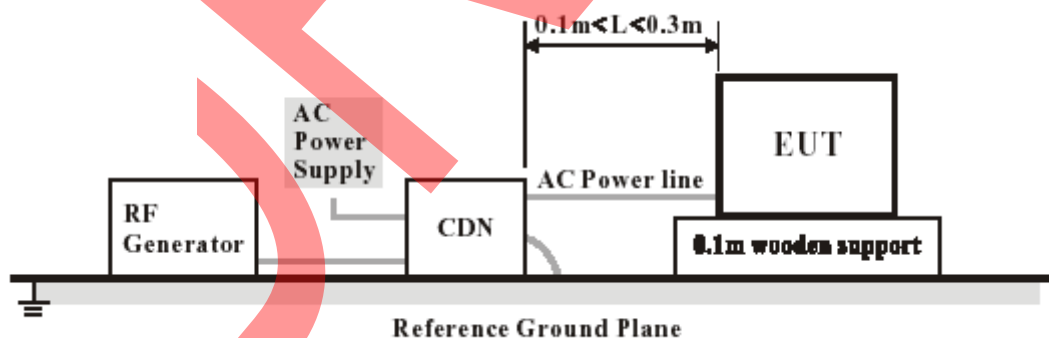 0.1m<L<0.3m
AC
Power
Supply
EUT
AC Power line
RF
Generator
CDN
0.1m wooden support
Reference Ground Plane